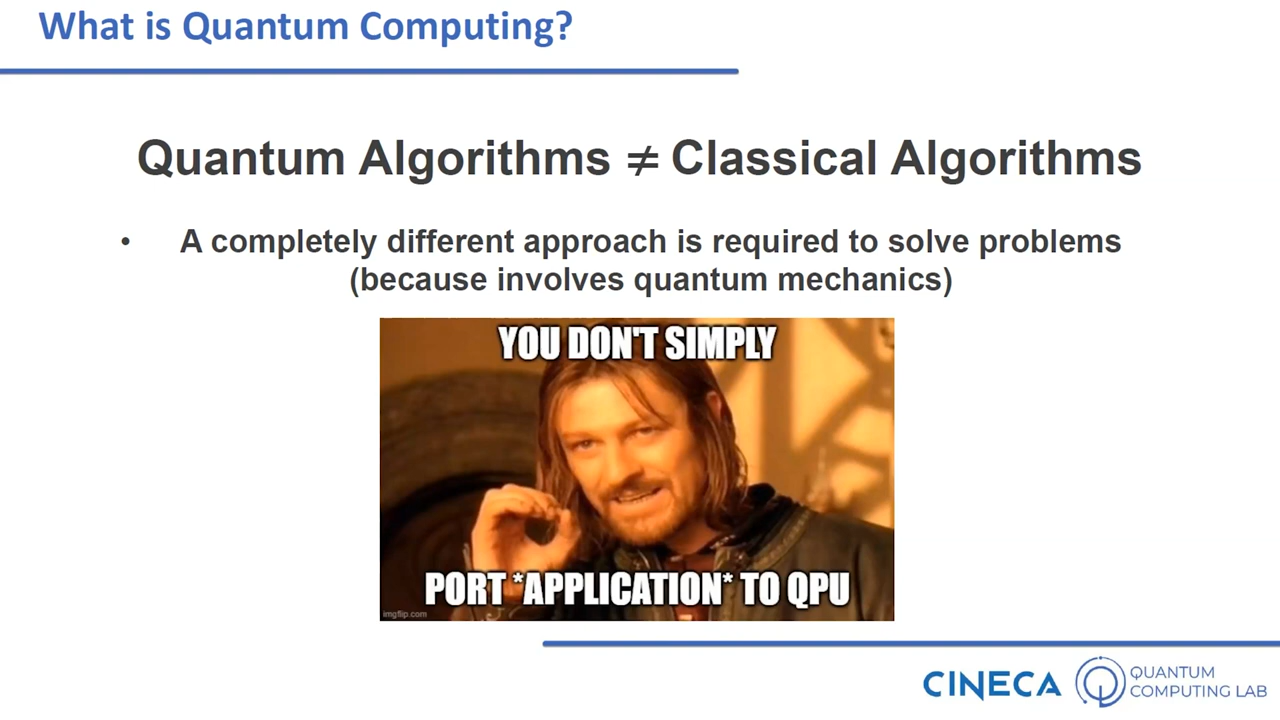 What is Quantum Computing?
Quantum Algorithms ≠ Classical Algorithms
• A completely different approach is required to solve problems
(because involves quantum mechanics)
YOU DON'T SIMPLY
PORT *APPLICATION* TO QPU
imgflip.com
CINECA
QUANTUM
COMPUTING LAB